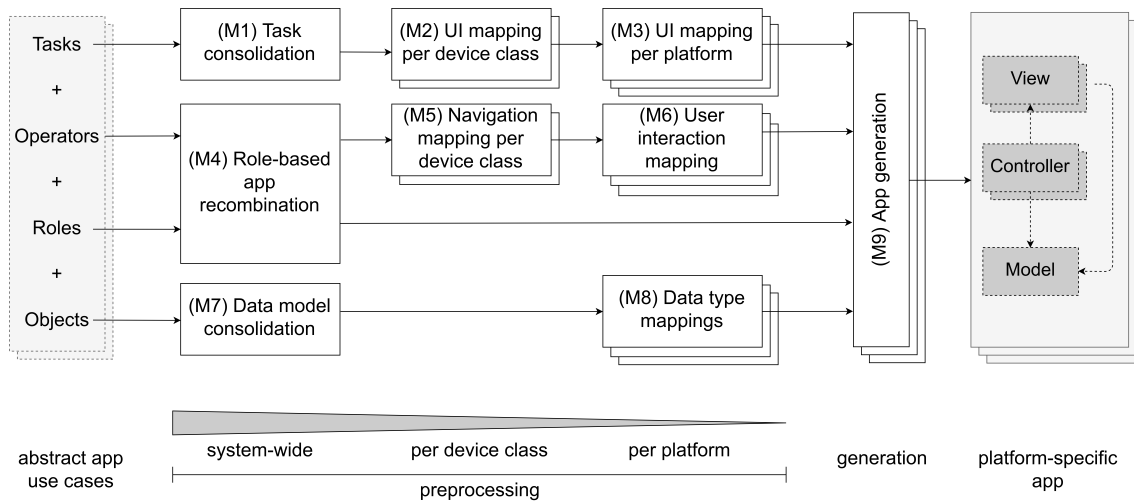 Tasks
+
Operators
+
Roles
+
Objects
(M1) Task
consolidation
(M2) UI mapping
per device class
(M3) UI mapping
per platform
(M4) Role-based
app
recombination
(M5) Navigation
mapping per
device class
(M6) User
interaction
mapping
(M7) Data model
consolidation
(M8) Data type
mappings
(M9) App generation
View
Controller
Model
abstract app
use cases
system-wide
per device class
per platform
preprocessing
generation
platform-specific
app